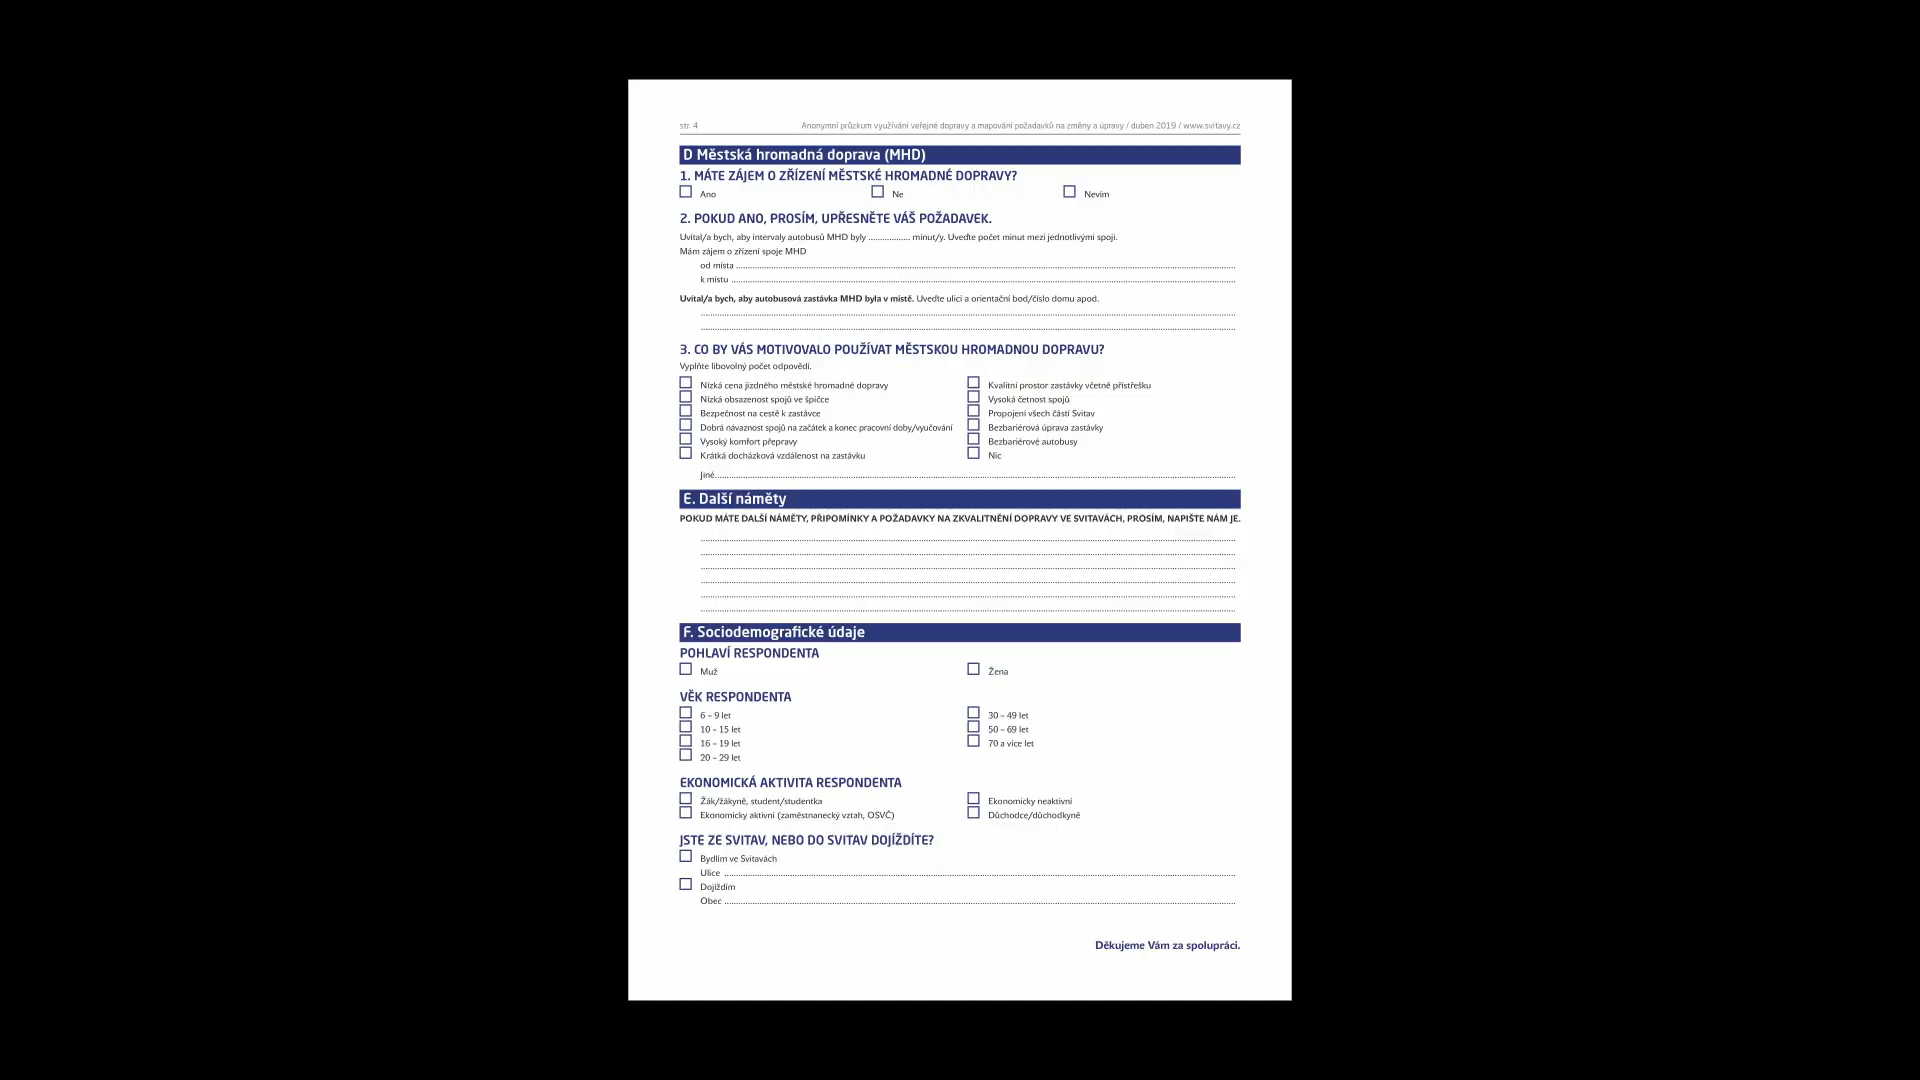 str. 4 Anonymní průzkum využívání veřejné dopravy a mapování požadavků na změny a úpravy / duben 2019 / www.svitavy.cz
D Městská hromadná doprava (MHD)
1. MÁTE ZÁJEM O ZŘÍZENÍ MĚSTSKÉ HROMADNÉ DOPRAVY?
Ano Ne Nevím
2. POKUD ANO, PROSÍM, UPŘESNĚTE VÁŠ POŽADAVEK.
Uvítal/a bych, aby intervaly autobusů MHD byly .................. minut/y. Uveďte počet minut mezi jednotlivými spoji.
Mám zájem o zřízení spoje MHD
od místa
k místu
Uvítal/a bych, aby autobusová zastávka MHD byla v místě. Uveďte ulici a orientační bod/číslo domu apod.
3. CO BY VÁS MOTIVOVALO POUŽÍVAT MĚSTSKOU HROMADNOU DOPRAVU?
Vyplňte libovolný počet odpovědí.
Nízká cena jízdného městské hromadné dopravy Kvalitní prostor zastávky včetně přístřešku
Nízká obsazenost spojů ve špičce Vysoká četnost spojů
Bezpečnost na cestě k zastávce Propojení všech částí Svitav
Dobrá návaznost spojů na začátek a konec pracovní doby/vyučování Bezbariérová úprava zastávky
Vysoký komfort přepravy Bezbariérové autobusy
Krátká docházková vzdálenost na zastávku Nic
Jiné
E. Další náměty
POKUD MÁTE DALŠÍ NÁMĚTY, PŘIPOMÍNKY A POŽADAVKY NA ZKVALITNĚNÍ DOPRAVY VE SVITAVÁCH, PROSÍM, NAPIŠTE NÁM JE.
F. Sociodemografické údaje
POHLAVÍ RESPONDENTA
Muž Žena
VĚK RESPONDENTA
6 – 9 let 30 – 49 let
10 – 15 let 50 – 69 let
16 – 19 let 70 a více let
20 – 29 let
EKONOMICKÁ AKTIVITA RESPONDENTA
Žák/žákyně, student/studentka Ekonomicky neaktivní
Ekonomicky aktivní (zaměstnanecký vztah, OSVČ) Důchodce/důchodkyně
JSTE ZE SVITAV, NEBO DO SVITAV DOJÍŽDÍTE?
Bydlím ve Svitavách
Ulice
Dojíždím
Obec
Děkujeme Vám za spolupráci.